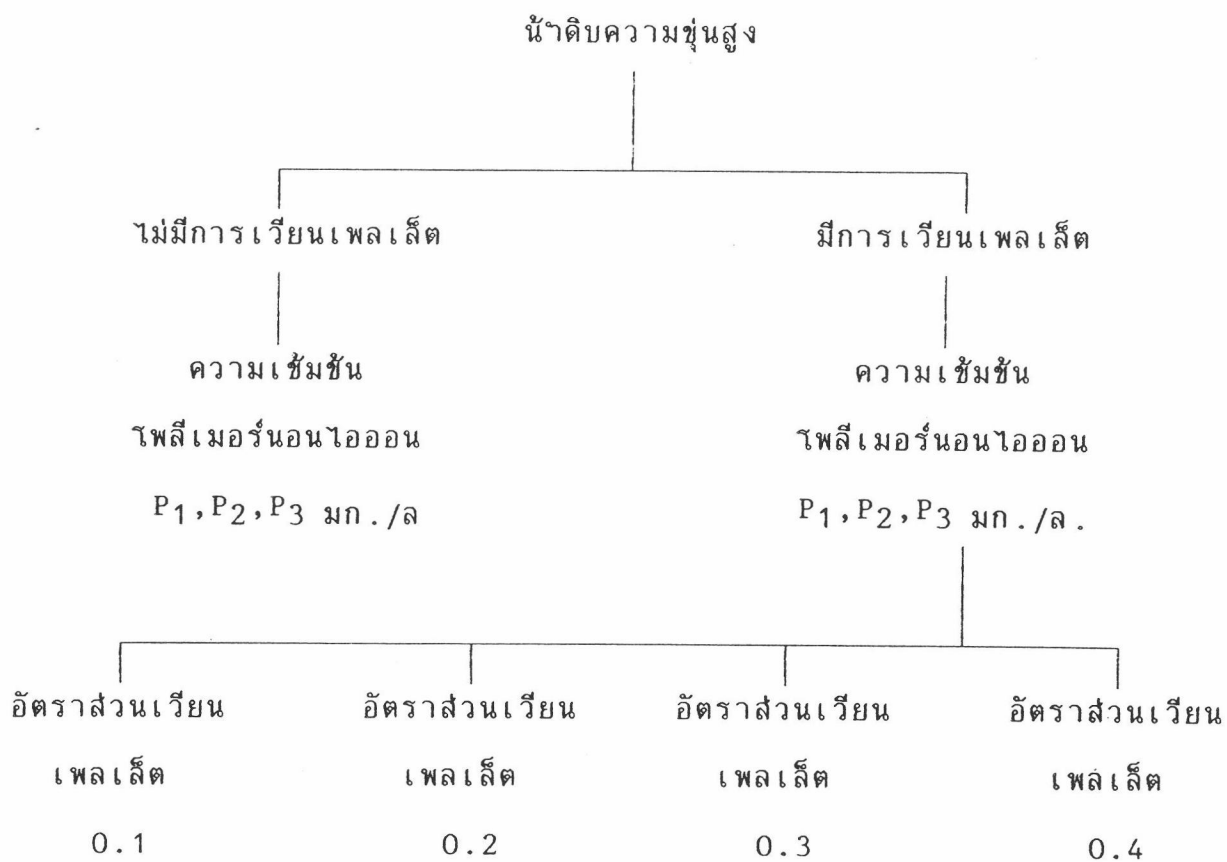 น้ำดิบความขุ่นสูง
ไม่มีการเวียนเพลเล็ต
มีการเวียนเพลเล็ต
ความเข้มข้น
โพลีเมอร์นอนไอออน
P1,P2,P3 มก./ล
ความเข้มข้น
โพลีเมอร์นอนไอออน
P1,P2,P3 มก./ล.
อัตราส่วนเวียน
เพลเล็ต
0.1
อัตราส่วนเวียน
เพลเล็ต
0.2
อัตราส่วนเวียน
เพลเล็ต
0.3
อัตราส่วนเวียน
เพลเล็ต
0.4